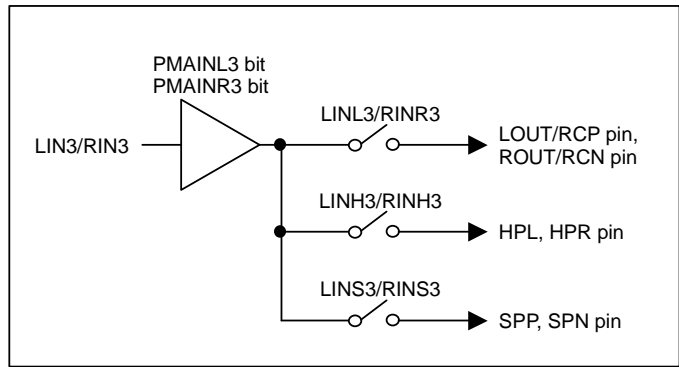 PMAINL3 bit
PMAINR3 bit
LIN3/RIN3
LINL3/RINR3
LOUT/RCP pin,
ROUT/RCN pin
LINH3/RINH3
HPL, HPR pin
LINS3/RINS3
SPP, SPN pin